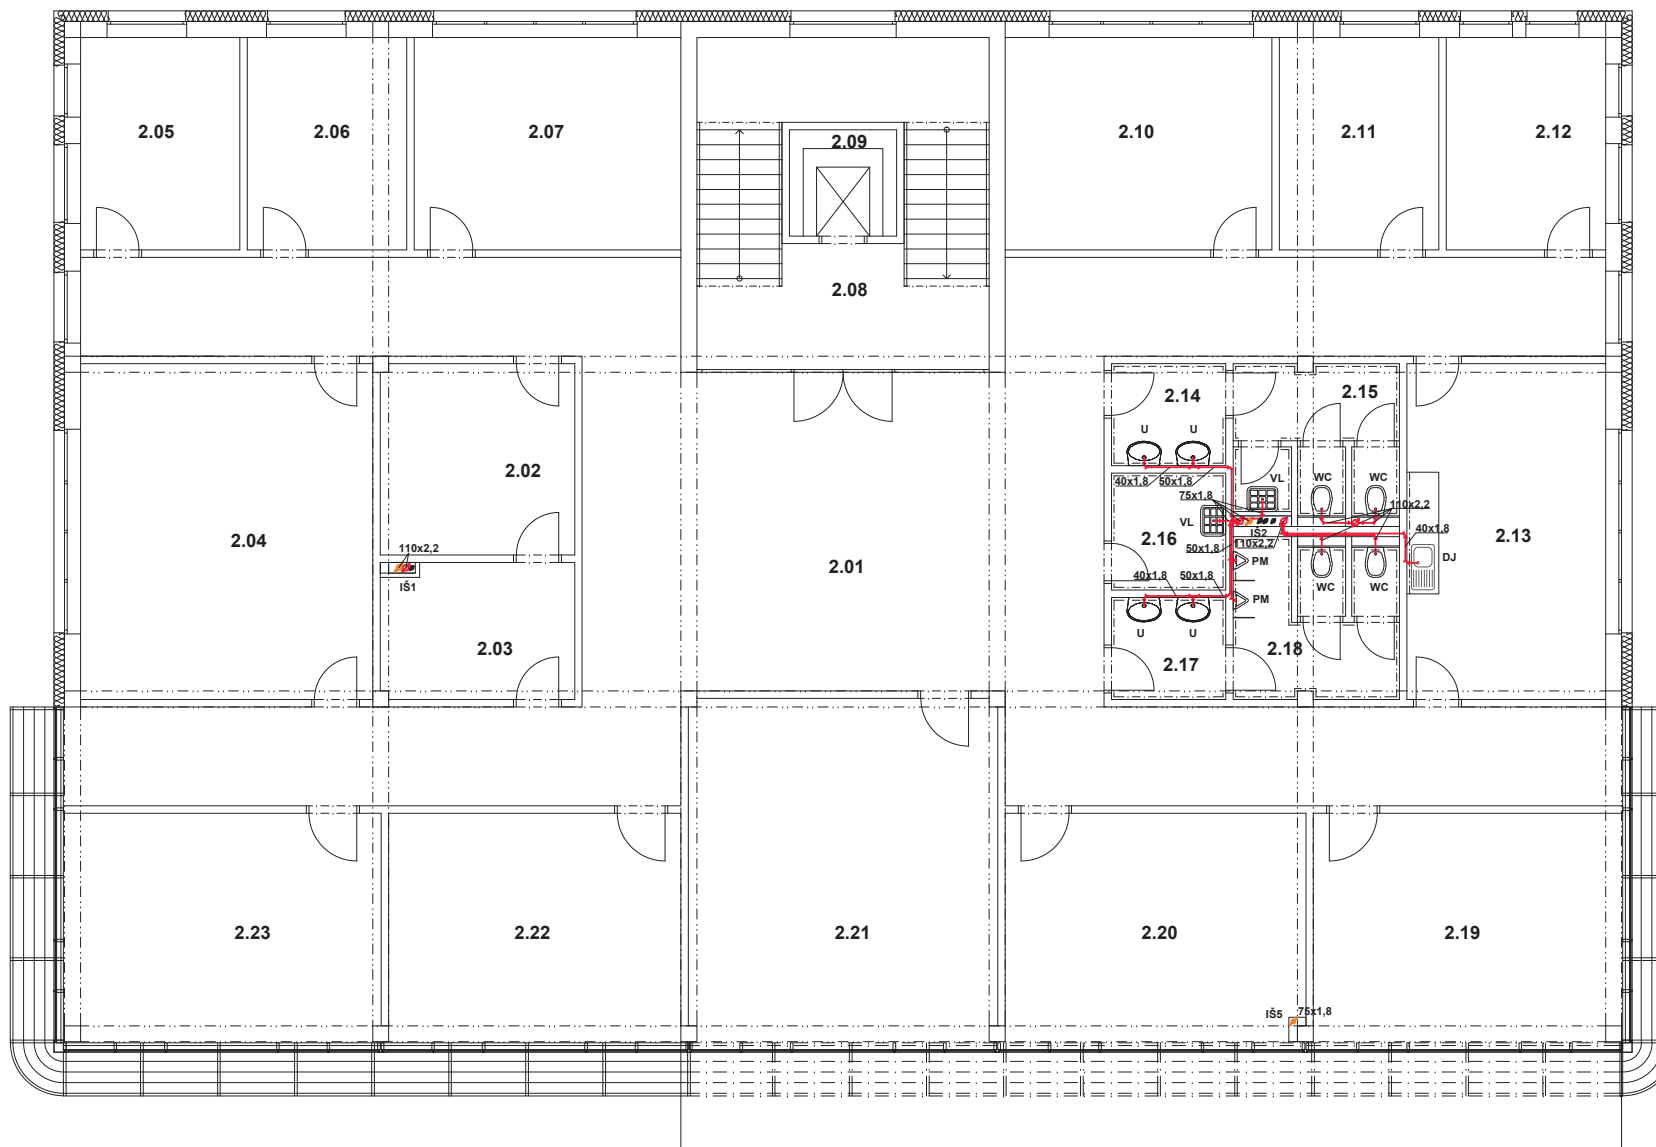 2.05
2.06
2.07
2.09
2.10
2.11
2.12
2.08
2.14
2.15
U U
2.02
WC WC
VL
40x1,8 50x1,8
75x1,8
110x2,2
VL
IŠ2
40x1,8
2.04
2.16
50x1,8
110x2,2
2.13
110x2,2
PM
DJ
2.01
IŠ1
40x1,8 50x1,8
WC WC
PM
U U
2.03
2.17
2.18
2.23
2.22
2.21
2.20
2.19
IŠ5 75x1,8